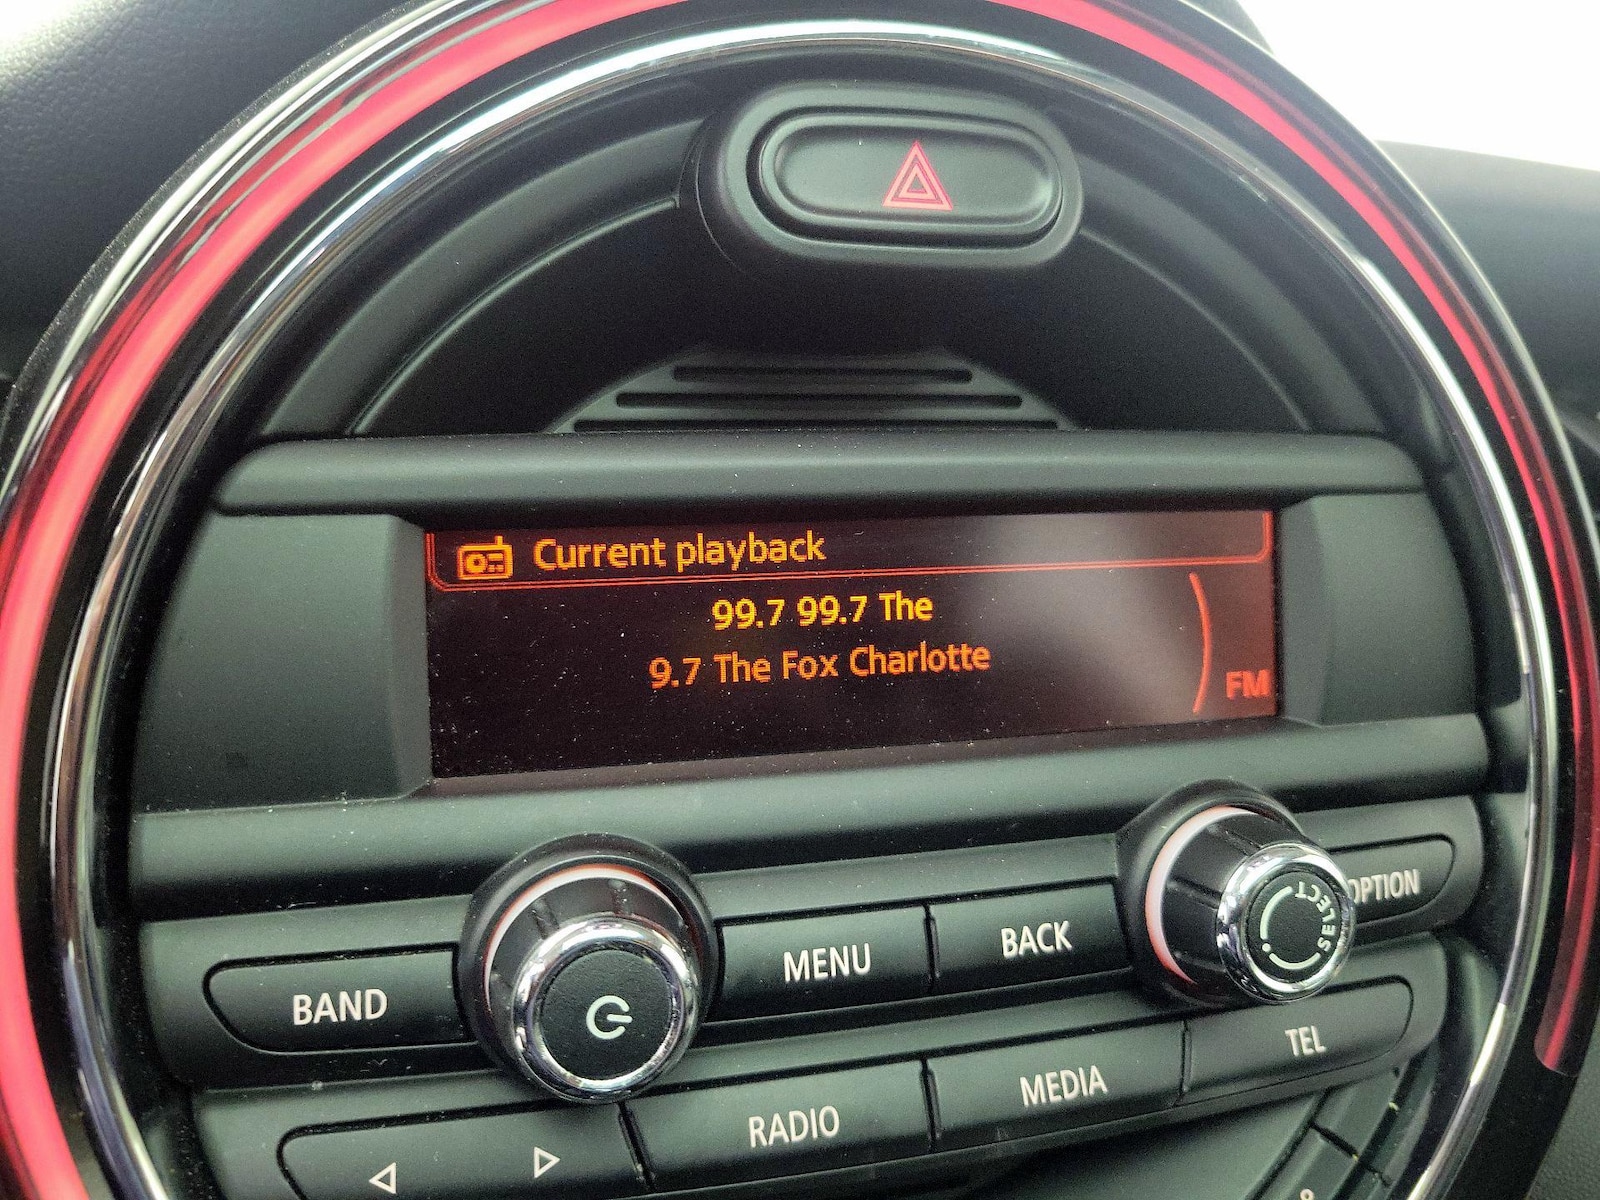 Current playback
99.7 99.7 The
9.7 The Fox Charlotte
FM
OPTION
SELECT
BACK
MENU
BAND
TEL
MEDIA
RADIO